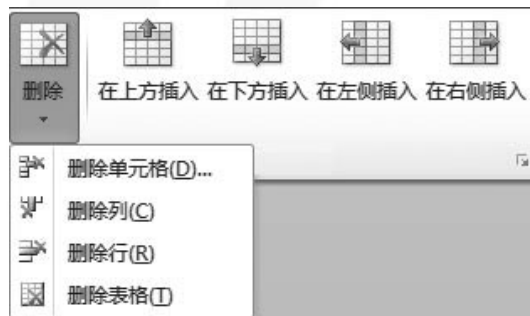 删除 在上方插入 在下方插入 在左侧插入 在右侧插入
删除单元格(D)...
删除列(C)
删除行(R)
删除表格(T)